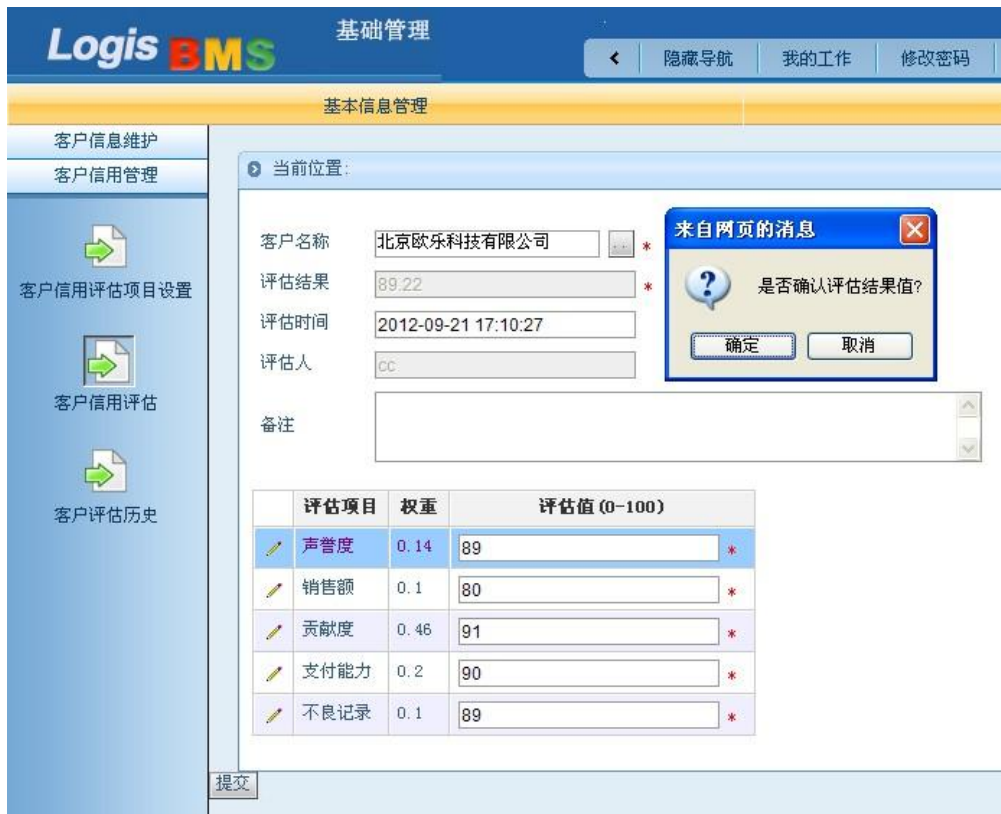 Logis BMS
基础管理
隐藏导航 我的工作 修改密码
基本信息管理
客户信息维护
客户信用管理
客户信用评估项目设置
客户信用评估
客户评估历史
当前位置:
客户名称 北京欧乐科技有限公司 .. *
评估结果 89.22 *
评估时间 2012-09-21 17:10:27
评估人 cc
备注
来自网页的消息
是否确认评估结果值?
确定 取消
评估项目 权重 评估值(0-100)
声誉度 0.14 89 *
销售额 0.1 80 *
贡献度 0.46 91 *
支付能力 0.2 90 *
不良记录 0.1 89 *
提交